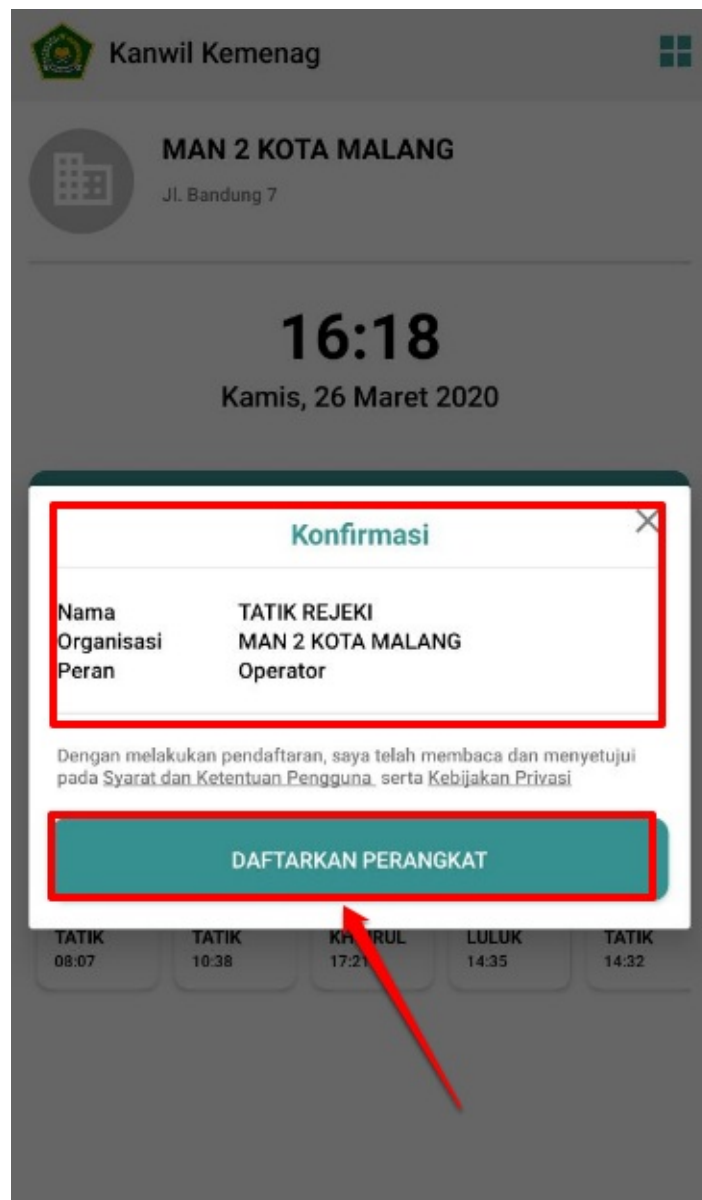 Kanwil Kemenag
MAN 2 KOTA MALANG
Jl. Bandung 7
16:18
Kamis, 26 Maret 2020
Konfirmasi
Nama TATIK REJEKI
Organisasi MAN 2 KOTA MALANG
Peran Operator
Dengan melakukan pendaftaran, saya telah membaca dan menyetujui
pada Syarat dan Ketentuan Pengguna serta Kebijakan Privasi
DAFTARKAN PERANGKAT
TATIK TATIK LULUK TATIK
08:07 10:38 17:21 14:35 14:32